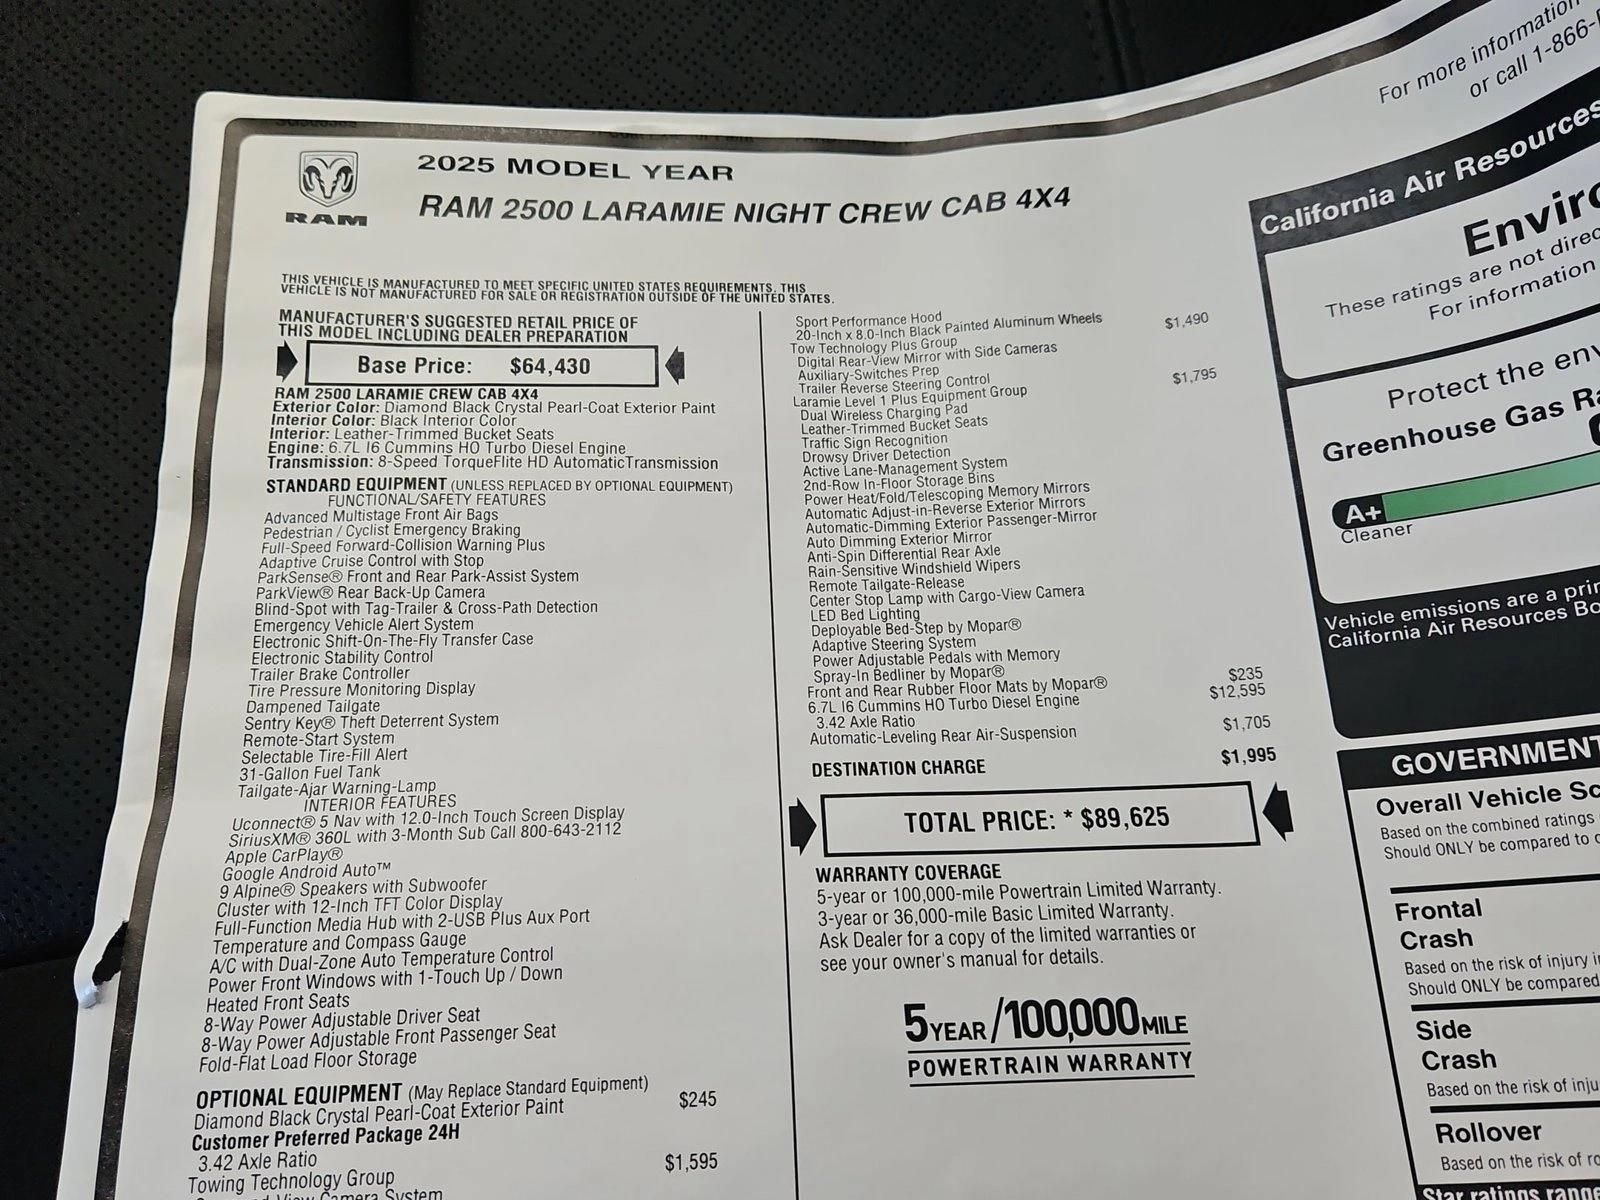 RAM
2025 MODEL YEAR
RAM 2500 LARAMIE NIGHT CREW CAB 4X4
THIS VEHICLE IS MANUFACTURED TO MEET SPECIFIC UNITED STATES REQUIREMENTS. THIS
VEHICLE IS NOT MANUFACTURED FOR SALE OR REGISTRATION OUTSIDE OF THE UNITED STATES.
MANUFACTURER'S SUGGESTED RETAIL PRICE OF
THIS MODEL INCLUDING DEALER PREPARATION
Base Price: $64,430
RAM 2500 LARAMIE CREW CAB 4X4
Exterior Color: Diamond Black Crystal Pearl-Coat Exterior Paint
Interior Color: Black Interior Color
Interior: Leather-Trimmed Bucket Seats
Engine: 6.7L I6 Cummins HO Turbo Diesel Engine
Transmission: 8-Speed TorqueFlite HD AutomaticTransmission
STANDARD EQUIPMENT (UNLESS REPLACED BY OPTIONAL EQUIPMENT)
FUNCTIONAL/SAFETY FEATURES
Advanced Multistage Front Air Bags
Pedestrian / Cyclist Emergency Braking
Full-Speed Forward-Collision Warning Plus
Adaptive Cruise Control with Stop
ParkSense® Front and Rear Park-Assist System
ParkView® Rear Back-Up Camera
Blind-Spot with Tag-Trailer & Cross-Path Detection
Emergency Vehicle Alert System
Electronic Shift-On-The-Fly Transfer Case
Electronic Stability Control
Trailer Brake Controller
Tire Pressure Monitoring Display
Dampened Tailgate
Sentry Key® Theft Deterrent System
Remote-Start System
Selectable Tire-Fill Alert
31-Gallon Fuel Tank
Tailgate-Ajar Warning-Lamp
INTERIOR FEATURES
Uconnect® 5 Nav with 12.0-Inch Touch Screen Display
SiriusXM® 360L with 3-Month Sub Call 800-643-2112
Apple CarPlay®
Google Android Auto™
9 Alpine® Speakers with Subwoofer
Cluster with 12-Inch TFT Color Display
Full-Function Media Hub with 2-USB Plus Aux Port
Temperature and Compass Gauge
A/C with Dual-Zone Auto Temperature Control
Power Front Windows with 1-Touch Up / Down
Heated Front Seats
8-Way Power Adjustable Driver Seat
8-Way Power Adjustable Front Passenger Seat
Fold-Flat Load Floor Storage
OPTIONAL EQUIPMENT (May Replace Standard Equipment)
Diamond Black Crystal Pearl-Coat Exterior Paint $245
Customer Preferred Package 24H
3.42 Axle Ratio
Towing Technology Group $1,595
View Camera System
Sport Performance Hood
20-Inch x 8.0-Inch Black Painted Aluminum Wheels
Tow Technology Plus Group $1,490
Digital Rear-View Mirror with Side Cameras
Auxiliary-Switches Prep
Trailer Reverse Steering Control
Laramie Level 1 Plus Equipment Group $1,795
Dual Wireless Charging Pad
Leather-Trimmed Bucket Seats
Traffic Sign Recognition
Drowsy Driver Detection
Active Lane-Management System
2nd-Row In-Floor Storage Bins
Power Heat/Fold/Telescoping Memory Mirrors
Automatic Adjust-in-Reverse Exterior Mirrors
Automatic-Dimming Exterior Passenger-Mirror
Auto Dimming Exterior Mirror
Anti-Spin Differential Rear Axle
Rain-Sensitive Windshield Wipers
Remote Tailgate-Release
Center Stop Lamp with Cargo-View Camera
LED Bed Lighting
Deployable Bed-Step by Mopar®
Adaptive Steering System
Power Adjustable Pedals with Memory
Spray-In Bedliner by Mopar®
Front and Rear Rubber Floor Mats by Mopar® $235
6.7L I6 Cummins HO Turbo Diesel Engine $12,595
3.42 Axle Ratio
Automatic-Leveling Rear Air-Suspension $1,705
DESTINATION CHARGE $1,995
TOTAL PRICE: * $89,625
WARRANTY COVERAGE
5-year or 100,000-mile Powertrain Limited Warranty.
3-year or 36,000-mile Basic Limited Warranty.
Ask Dealer for a copy of the limited warranties or
see your owner's manual for details.
5 YEAR/100,000 MILE
POWERTRAIN WARRANTY
For more information
or call 1-866-
California Air Resources
These ratings are not
For information
Protect the
Greenhouse Gas
A+
Cleaner
Vehicle emissions are a
California Air Resources
GOVERNMENT
Overall Vehicle
Based on the combined ratings
Should ONLY be compared to
Frontal
Crash
Based on the risk of injury
Should ONLY be compared
Side
Crash
Based on the risk of
Rollover
Based on the risk of
Star ratings